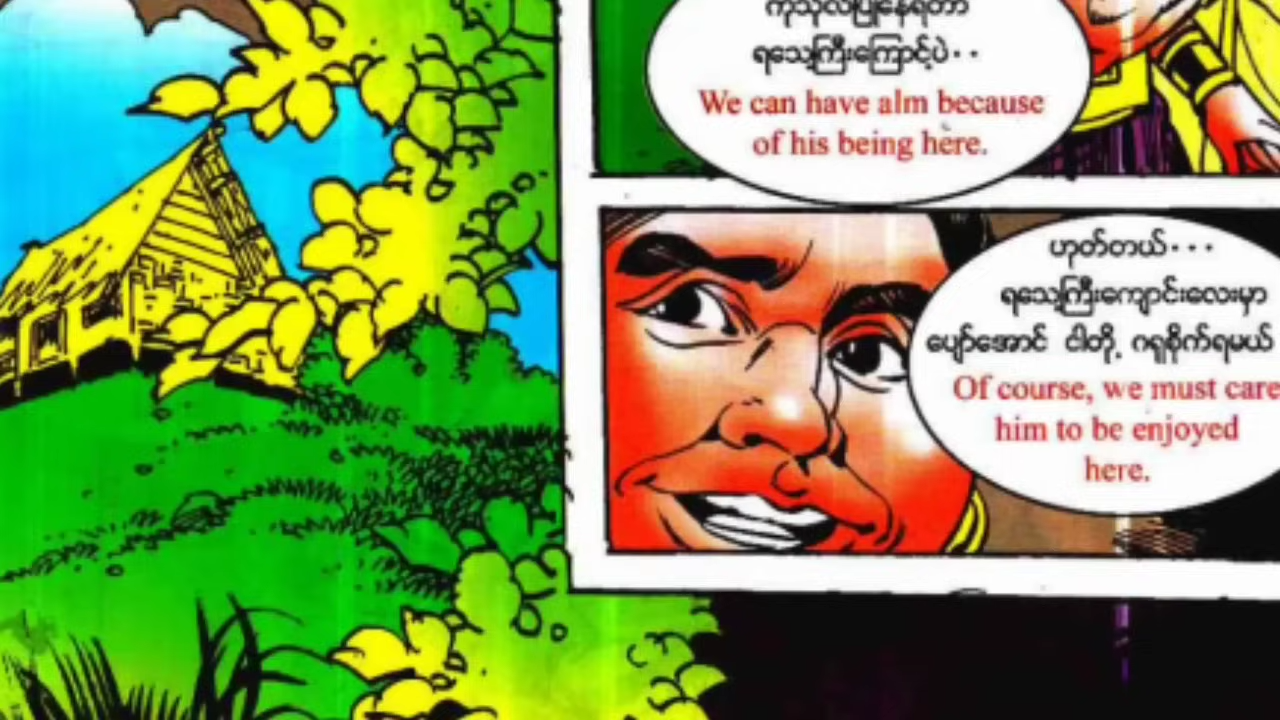 ကုသိုလ်ပြုနေရတာ
ရသေ့ကြီးကြောင့်ပဲ··
We can have alm because
of his being here.
ဟုတ်တယ်···
ရသေ့ကြီးကျောင်းလေးမှာ
ပျော်အောင် ငါတို့ ဂရုစိုက်ရမယ်
Of course, we must care
him to be enjoyed
here.